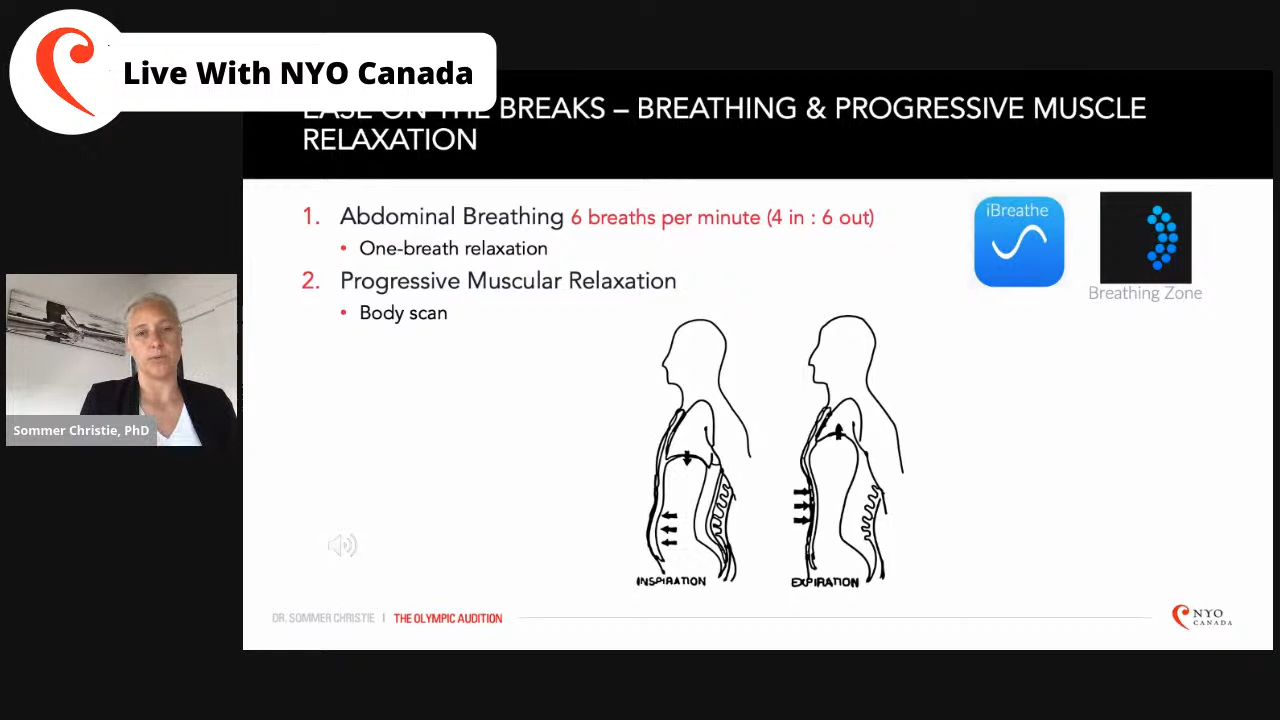 Live With NYO Canada
EASE ON THE BREAKS – BREATHING & PROGRESSIVE MUSCLE
RELAXATION
1. Abdominal Breathing 6 breaths per minute (4 in : 6 out)
• One-breath relaxation
2. Progressive Muscular Relaxation
• Body scan
iBreathe
Breathing Zone
Sommer Christie, PhD
INSPIRATION
EXPIRATION
DR. SOMMER CHRISTIE | THE OLYMPIC AUDITION
NYO
CANADA